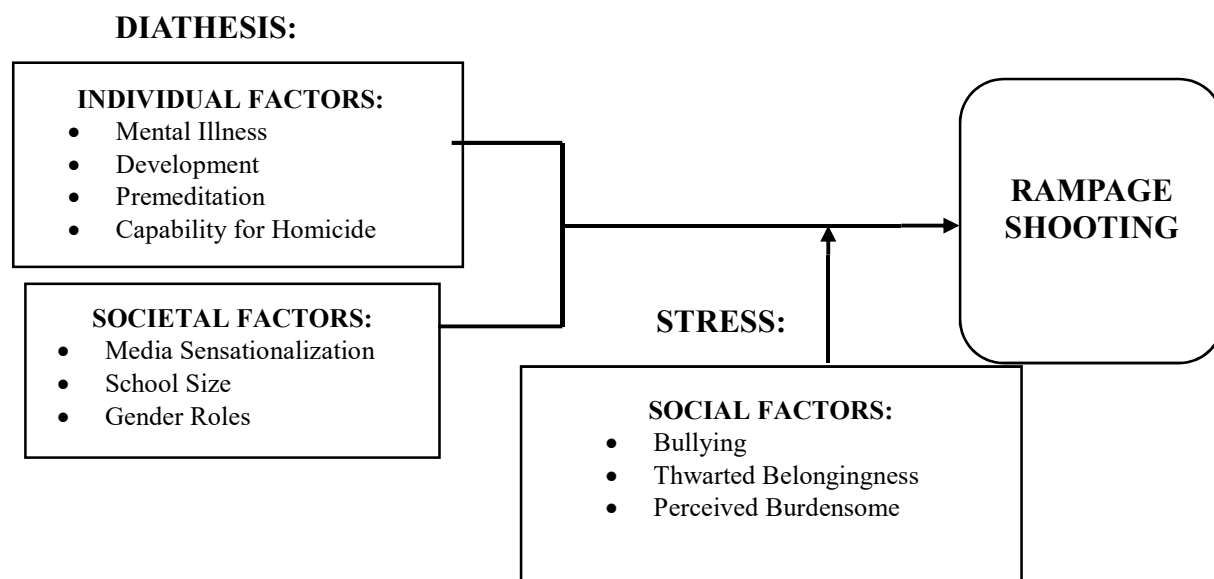 DIATHESIS:
INDIVIDUAL FACTORS:
• Mental Illness
• Development
• Premeditation
• Capability for Homicide
SOCIETAL FACTORS:
• Media Sensationalization
• School Size
• Gender Roles
STRESS:
SOCIAL FACTORS:
• Bullying
• Thwarted Belongingness
• Perceived Burdensome
RAMPAGE
SHOOTING